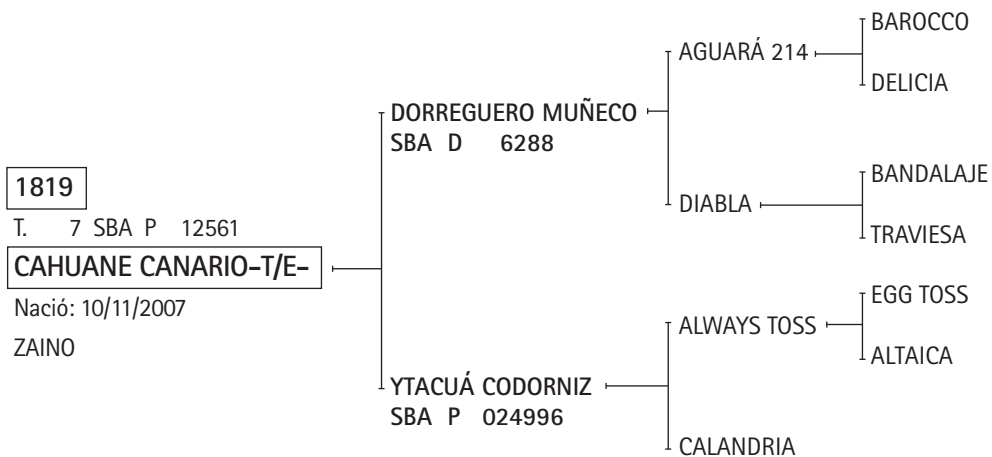 1819
T. 7 SBA P 12561
CAHUANE CANARIO-T/E-
Nació: 10/11/2007
ZAINO
DORREGUERO MUÑECO
SBA D 6288
YTACUÁ CODORNIZ
SBA P 024996
AGUARÁ 214
DIABLA
ALWAYS TOSS
CALANDRIA
BAROCCO
DELICIA
BANDALAJE
TRAVIESA
EGG TOSS
ALTAICA